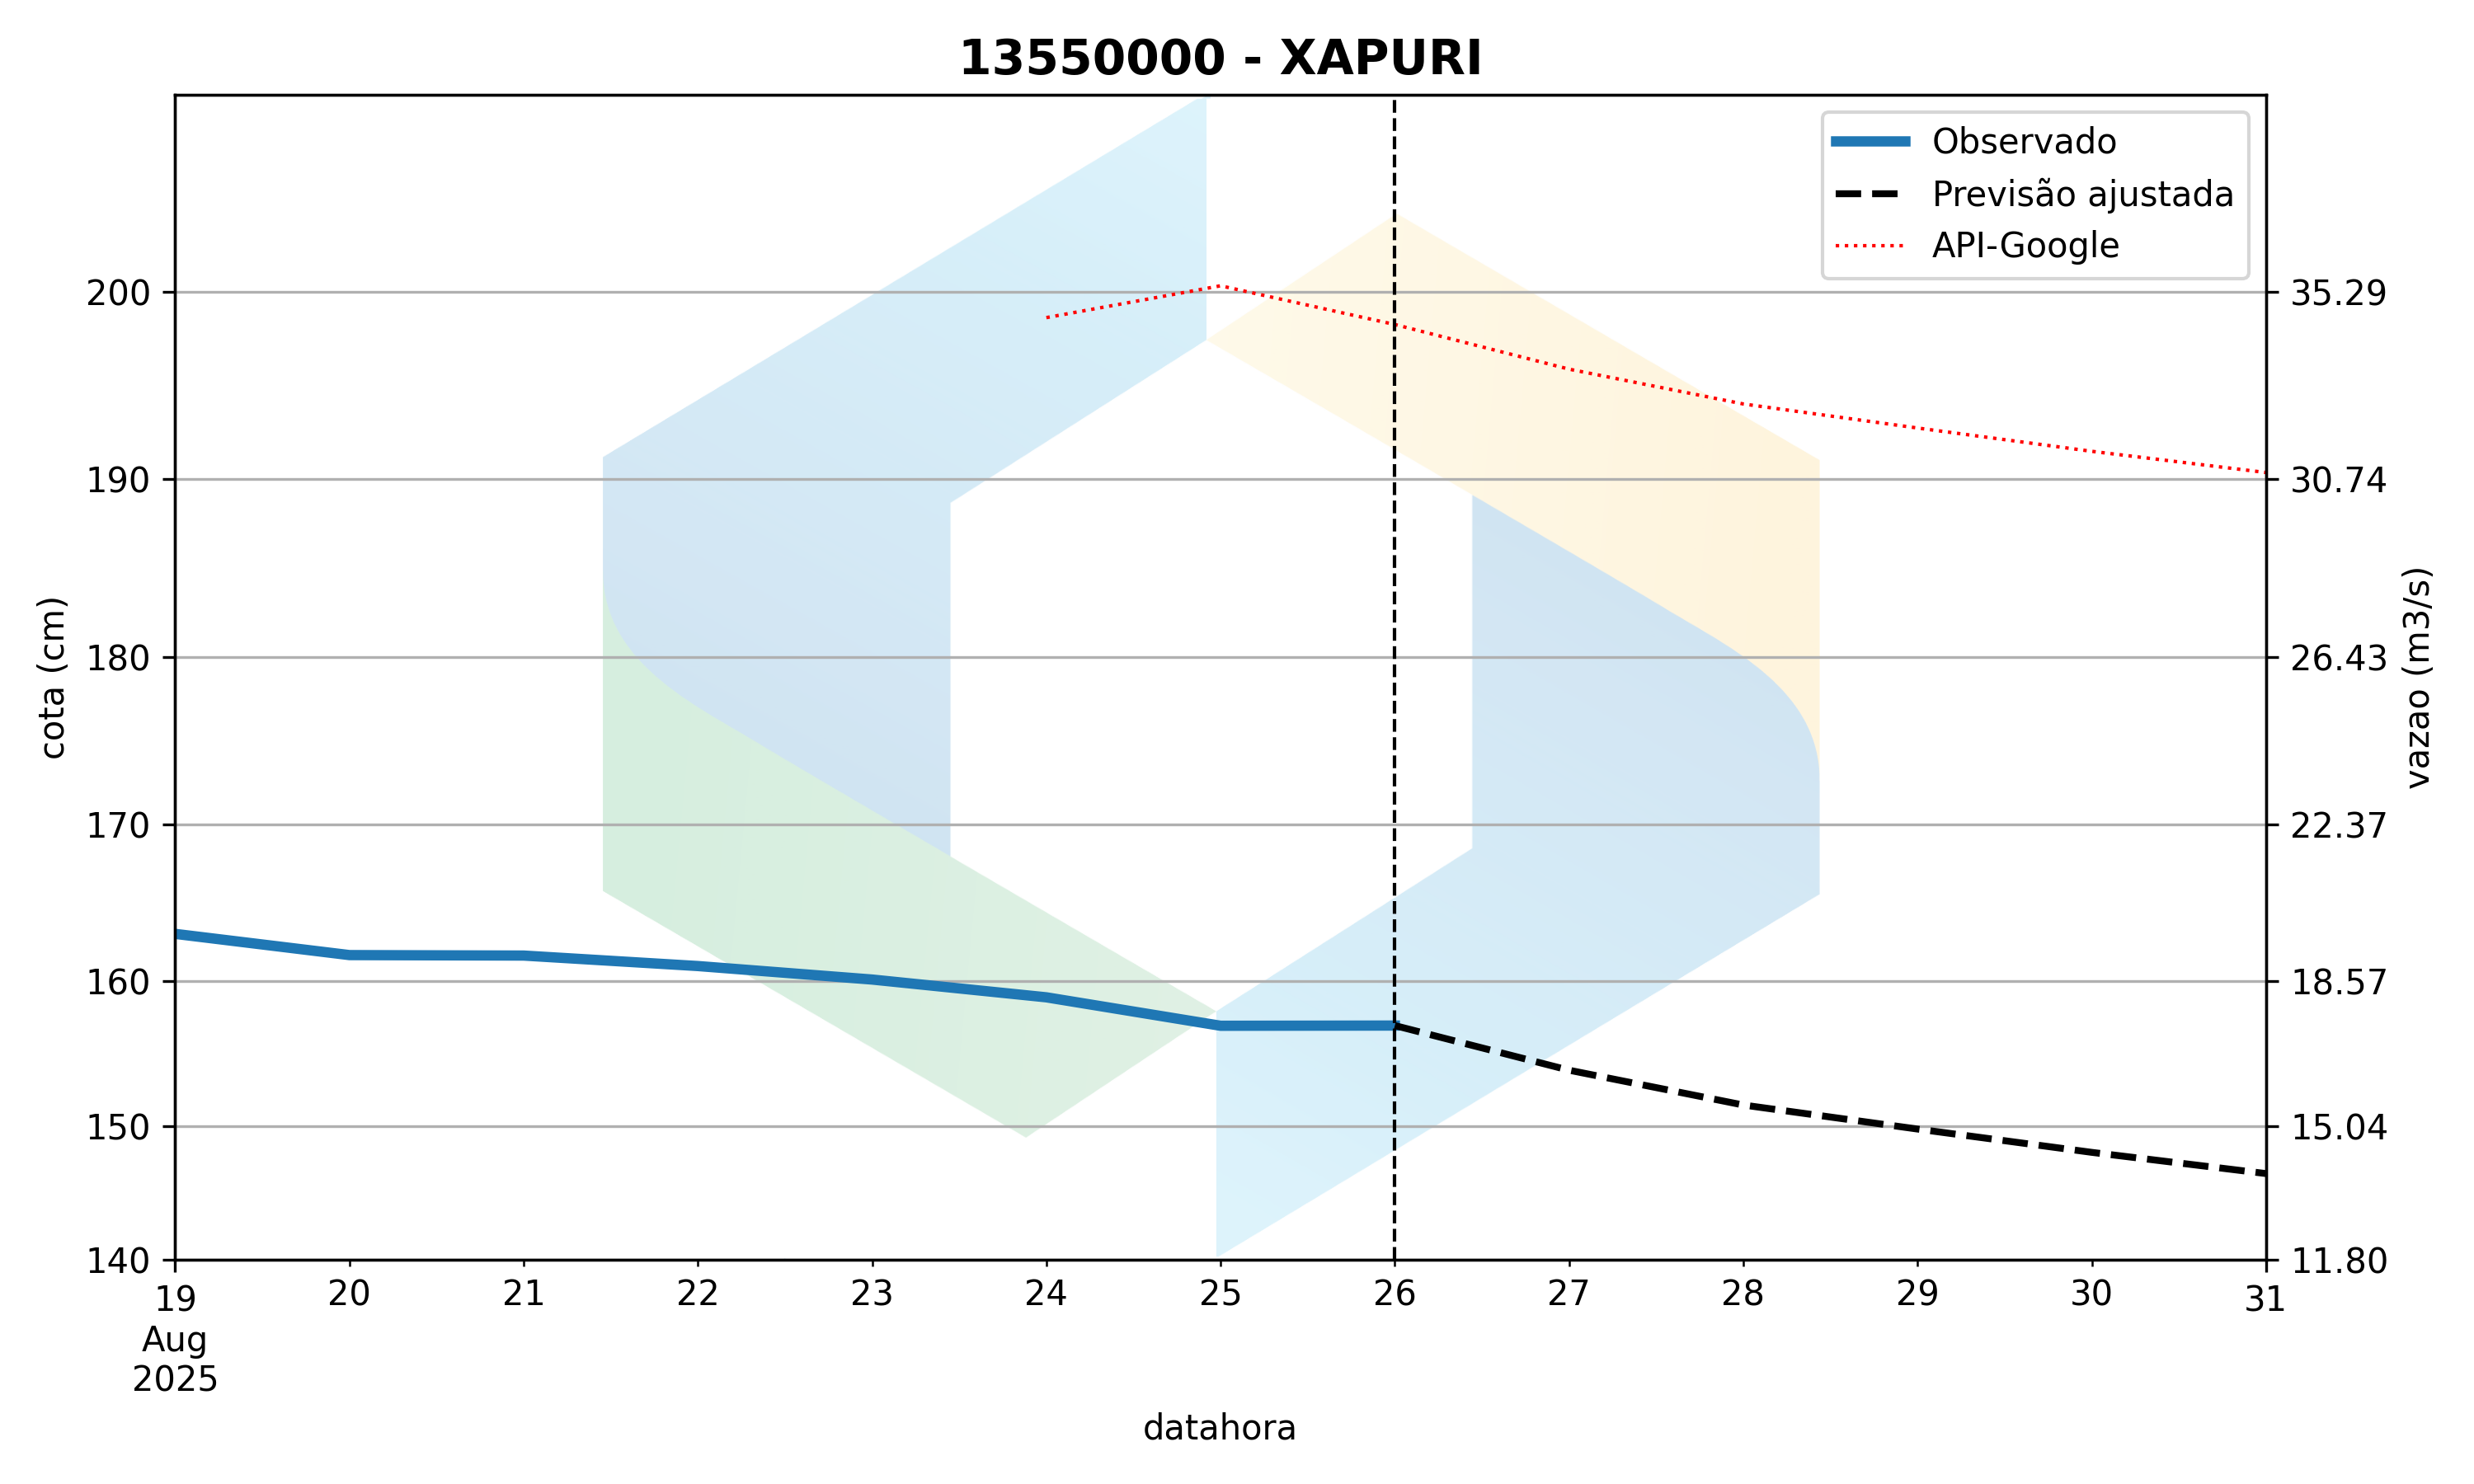 13550000 - XAPURI
Observado
Previsão ajustada
API-Google
cota (cm)
200
190
180
170
160
150
140
35.29
30.74
26.43
22.37
18.57
15.04
11.80
vazao (m3/s)
19 20 21 22 23 24 25 26 27 28 29 30 31
Aug
2025
datahora